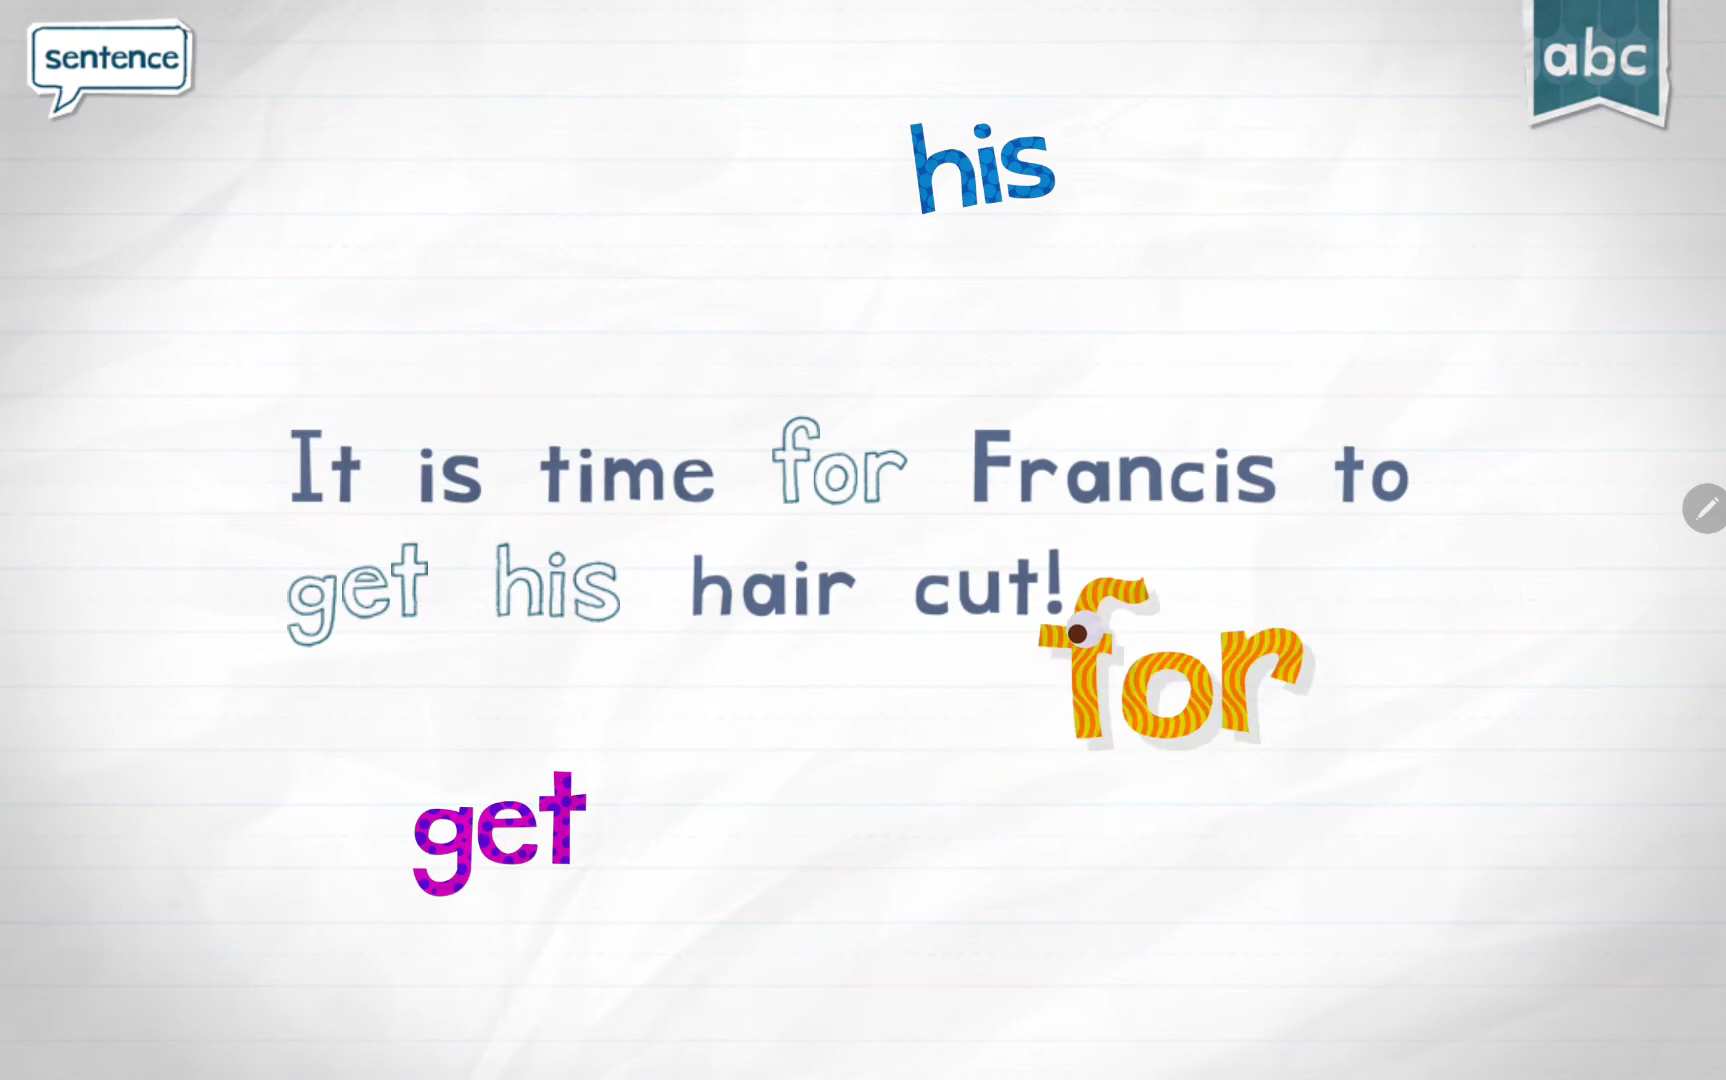 sentence
abc
his
It is time for Francis to
get his hair cut!
for
get